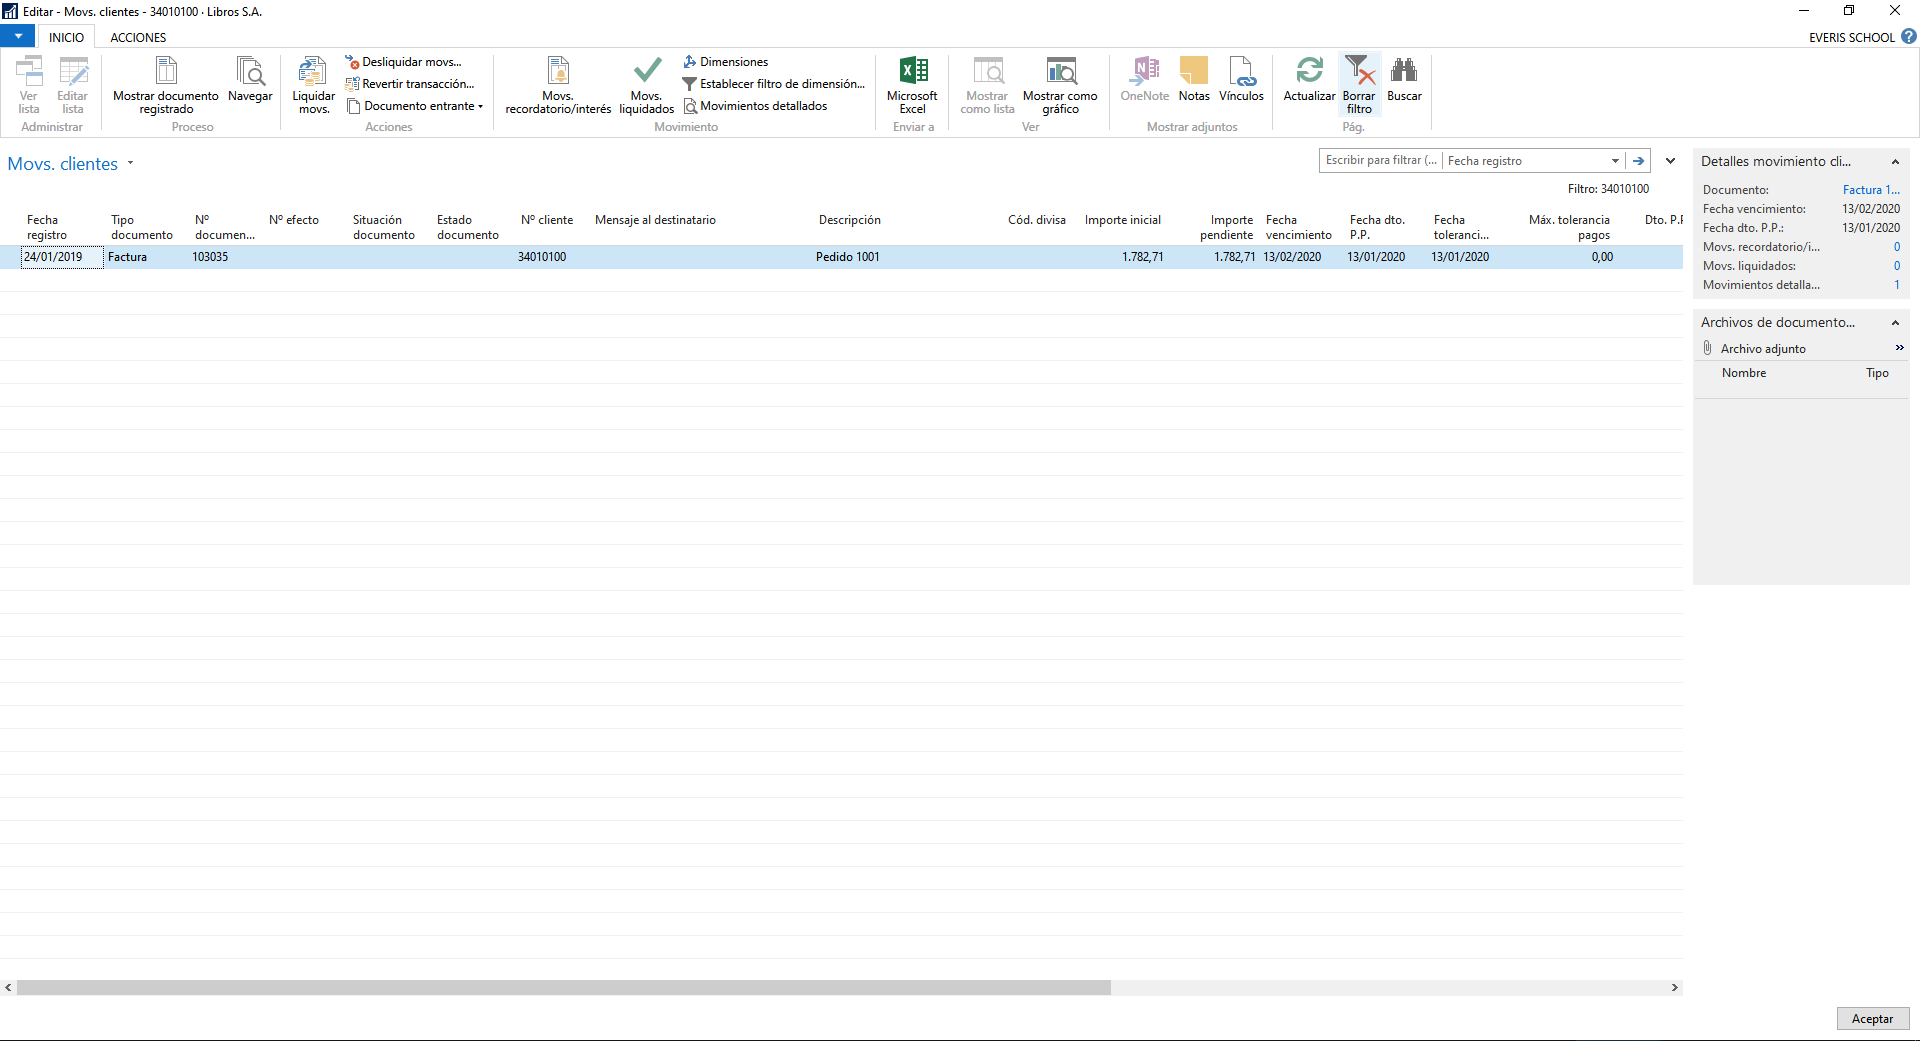 Editar - Movs. clientes - 34010100 · Libros S.A.
INICIO ACCIONES
EVERIS SCHOOL ?
Ver lista
Editar lista
Administrar
Mostrar documento registrado
Navegar
Proceso
Liquidar movs.
Desliquidar movs...
Revertir transacción...
Documento entrante
Acciones
Movs. recordatorio/interés
Movs. liquidados
Dimensiones
Establecer filtro de dimensión...
Movimientos detallados
Movimiento
Microsoft Excel
Enviar a
Mostrar como lista
Mostrar como gráfico
Ver
OneNote
Notas
Vínculos
Mostrar adjuntos
Actualizar
Borrar filtro
Buscar
Pág.
Movs. clientes
Escribir para filtrar (... Fecha registro
Filtro: 34010100
Fecha registro
Tipo documento
Nº documen...
Nº efecto
Situación documento
Estado documento
Nº cliente
Mensaje al destinatario
Descripción
Cód. divisa
Importe inicial
Importe pendiente
Fecha vencimiento
Fecha dto. P.P.
Fecha toleranci...
Máx. tolerancia pagos
Dto. P.F
24/01/2019 Factura 103035 34010100 Pedido 1001 1.782,71 1.782,71 13/02/2020 13/01/2020 13/01/2020 0,00
Detalles movimiento cli...
Documento: Factura 1...
Fecha vencimiento: 13/02/2020
Fecha dto. P.P.: 13/01/2020
Movs. recordatorio/i... 0
Movs. liquidados: 0
Movimientos detalla... 1
Archivos de documento...
Archivo adjunto »
Nombre Tipo
Aceptar